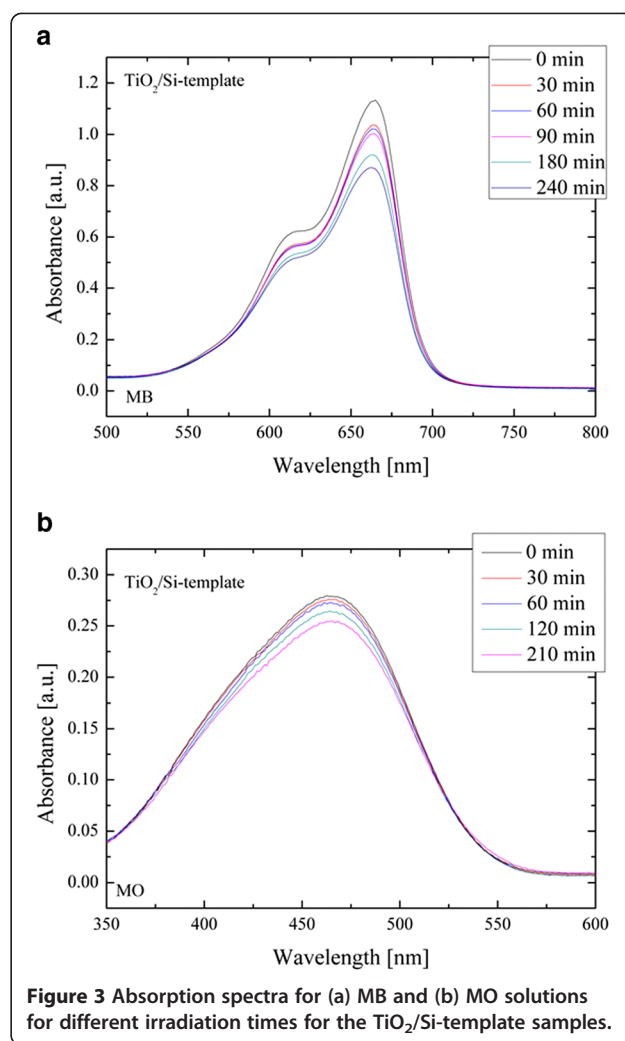 a
TiO₂/Si-template
0 min
30 min
60 min
90 min
180 min
240 min
1.2
1.0
0.8
0.6
0.4
0.2
0.0
Absorbance [a.u.]
MB
500 550 600 650 700 750 800
Wavelength [nm]
b
TiO₂/Si-template
0 min
30 min
60 min
120 min
210 min
0.30
0.25
0.20
0.15
0.10
0.05
0.00
Absorbance [a.u.]
MO
350 400 450 500 550 600
Wavelength [nm]
Figure 3 Absorption spectra for (a) MB and (b) MO solutions
for different irradiation times for the TiO₂/Si-template samples.